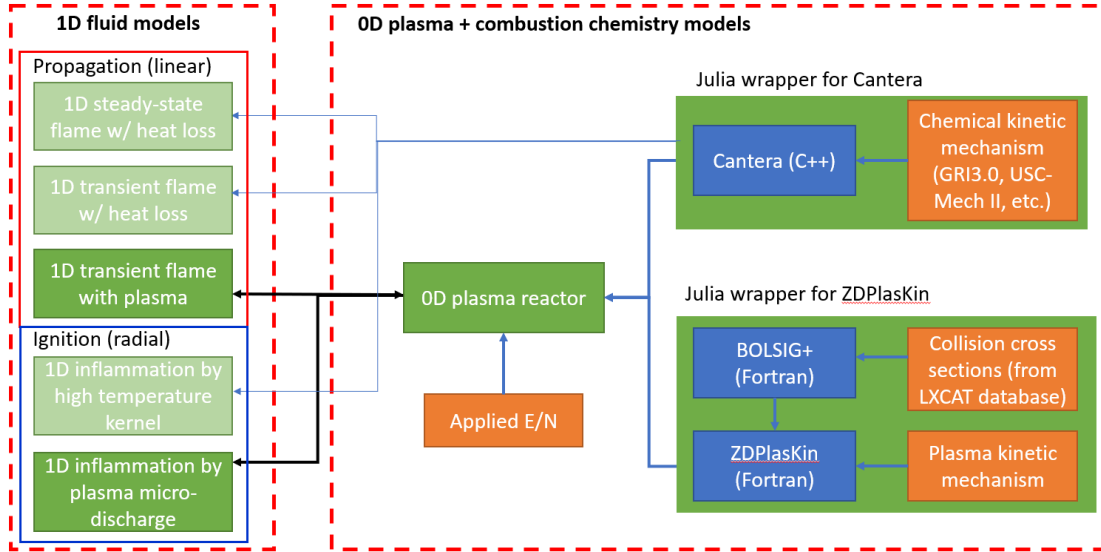 1D fluid models
Propagation (linear)
1D steady-state
flame w/ heat loss
1D transient flame
w/ heat loss
1D transient flame
with plasma
Ignition (radial)
1D inflammation by
high temperature
kernel
1D inflammation by
plasma micro-
discharge
0D plasma + combustion chemistry models
0D plasma reactor
Applied E/N
Julia wrapper for Cantera
Cantera (C++)
Chemical kinetic
mechanism
(GRI3.0, USC-
Mech II, etc.)
Julia wrapper for ZDPlasKin
BOLSIG+
(Fortran)
Collision cross
sections (from
LXCAT database)
ZDPlasKin
(Fortran)
Plasma kinetic
mechanism